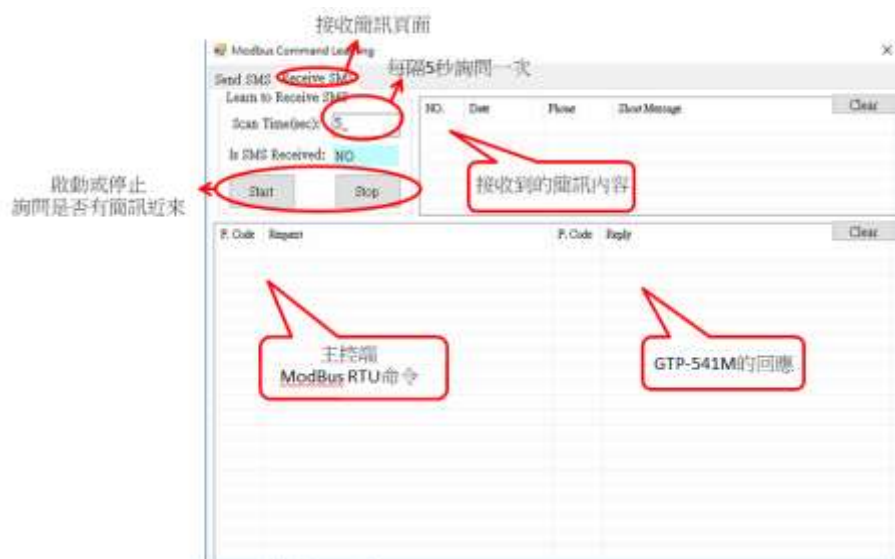 接收簡訊頁面
Modbus Command Learning
每隔5秒詢問一次
Send SMS Receive SMS
Learn to Receive SMS
Scan Time(sec): 5
Is SMS Received: NO
Start Stop
NO. Date Phone Short Message Clear
接收到的簡訊內容
啟動或停止
詢問是否有簡訊近來
F. Code Request F. Code Reply Clear
主控端
ModBus RTU命令
GTP-541M的回應